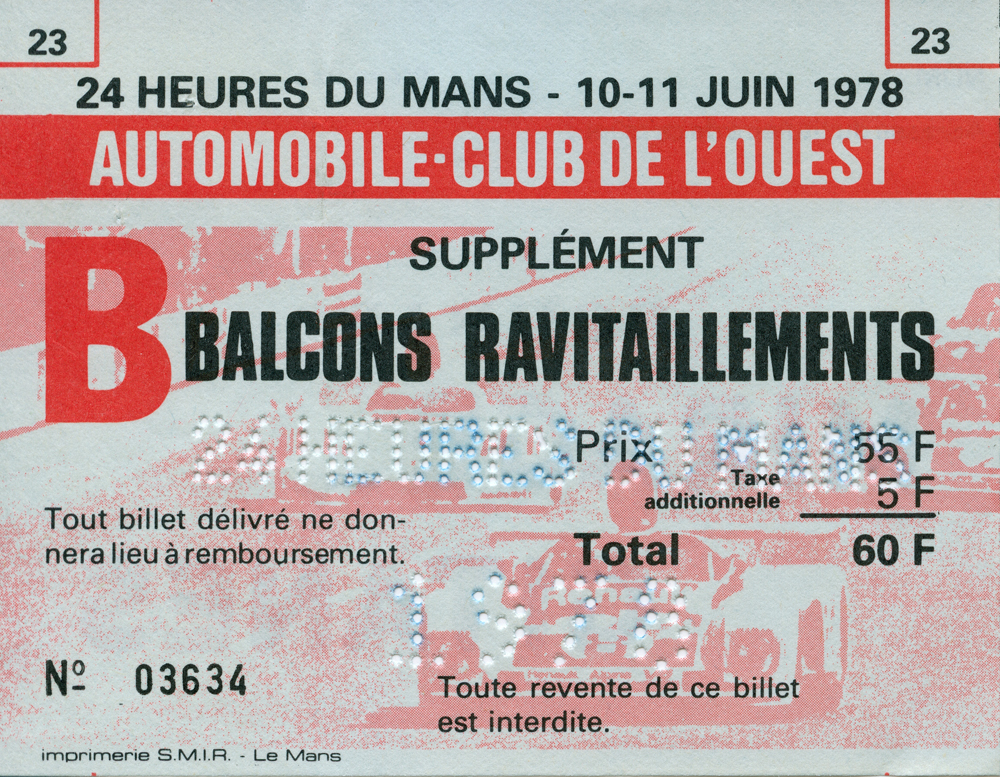 23
23
24 HEURES DU MANS - 10-11 JUIN 1978
AUTOMOBILE-CLUB DE L'OUEST
B
SUPPLÉMENT
BALCONS RAVITAILLEMENTS
24 HEURES DU MANS
Prix 55 F
Taxe
additionnelle 5 F
Total 60 F
Tout billet délivré ne don-
nera lieu à remboursement.
1978
Nº 03634
Toute revente de ce billet
est interdite.
imprimerie S.M.I.R. - Le Mans